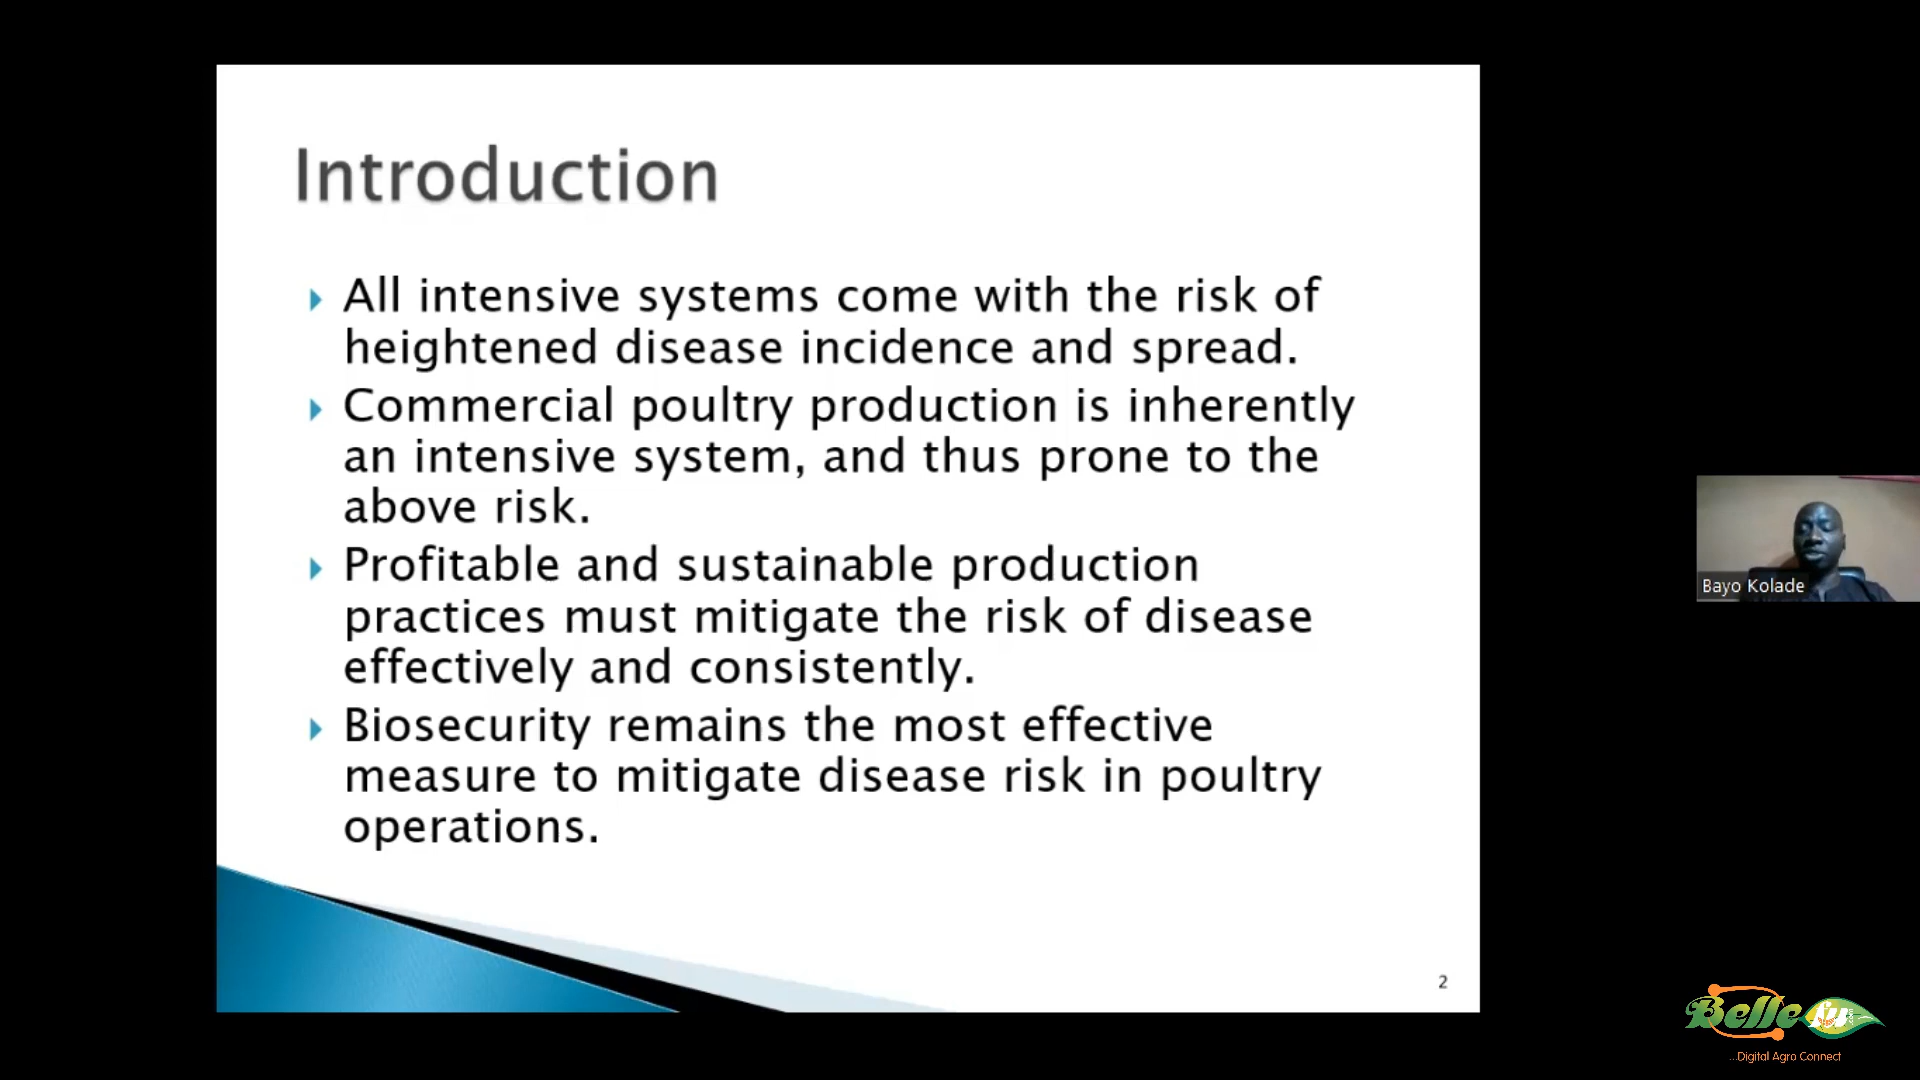 Introduction
All intensive systems come with the risk of
heightened disease incidence and spread.
Commercial poultry production is inherently
an intensive system, and thus prone to the
above risk.
Profitable and sustainable production
practices must mitigate the risk of disease
effectively and consistently.
Biosecurity remains the most effective
measure to mitigate disease risk in poultry
operations.
2
Bayo Kolade
Bellefu
...Digital Agro Connect